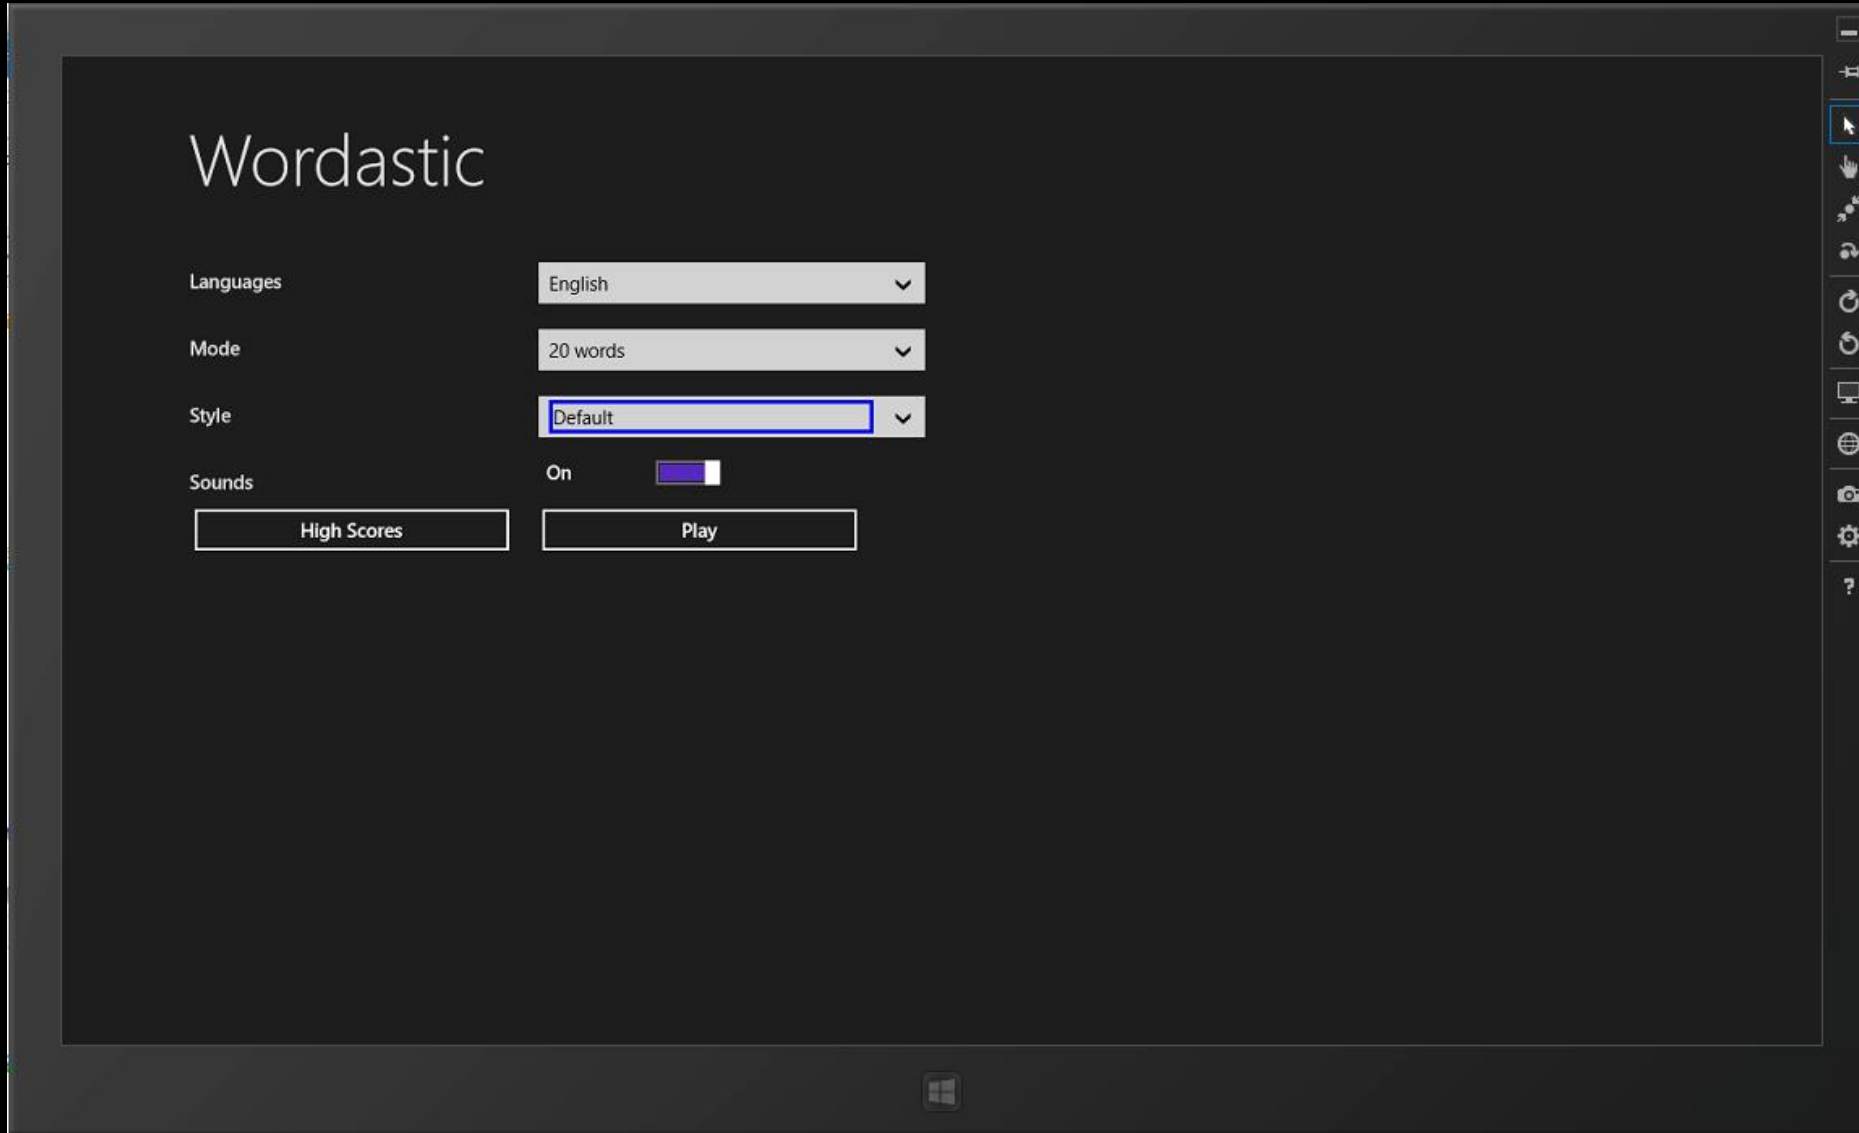 Wordastic
Languages English
Mode 20 words
Style Default
Sounds On
High Scores Play
?